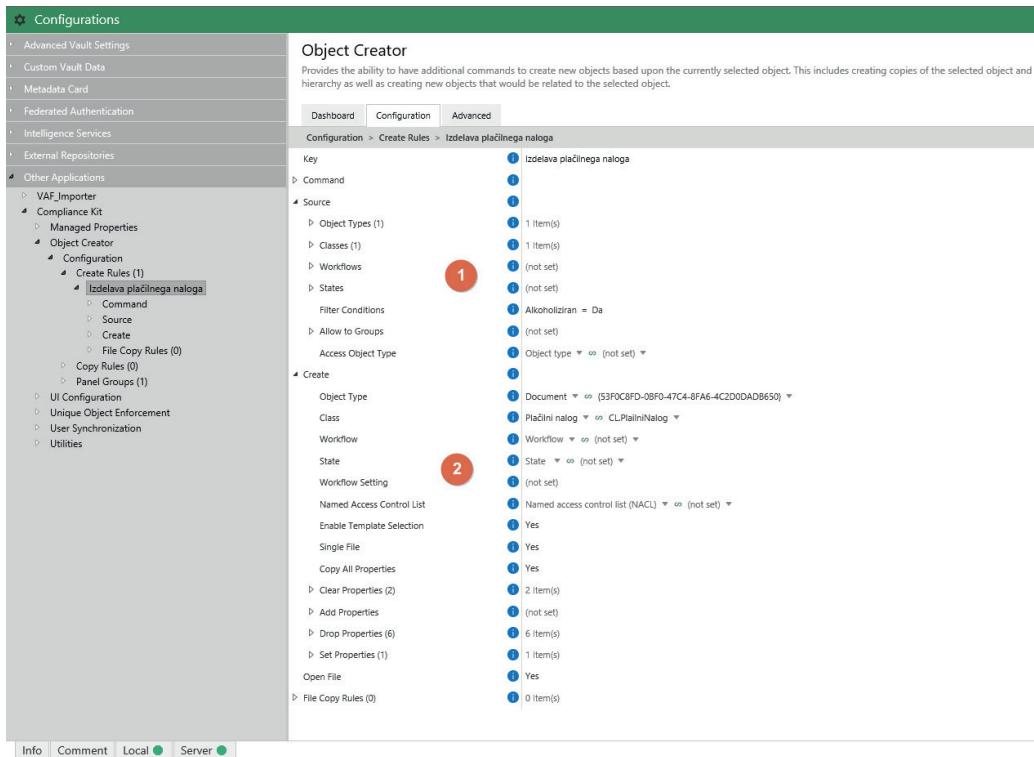 Configurations
Advanced Vault Settings
Custom Vault Data
Metadata Card
Federated Authentication
Intelligence Services
External Repositories
Other Applications
VAF_Importer
Compliance Kit
Managed Properties
Object Creator
Configuration
Create Rules (1)
Izdelava plačilnega naloga
Command
Source
Create
File Copy Rules (0)
Copy Rules (0)
Panel Groups (1)
UI Configuration
Unique Object Enforcement
User Synchronization
Utilities
Object Creator
Provides the ability to have additional commands to create new objects based upon the currently selected object. This includes creating copies of the selected object and
hierarchy as well as creating new objects that would be related to the selected object.
Dashboard Configuration Advanced
Configuration > Create Rules > Izdelava plačilnega naloga
Key Izdelava plačilnega naloga
Command
Source
Object Types (1) 1 Item(s)
Classes (1) 1 Item(s)
Workflows (not set)
1
States (not set)
Filter Conditions Alkoholiziran = Da
Allow to Groups (not set)
Access Object Type Object type (not set)
Create
Object Type Document {53F0C8FD-0BF0-47C4-8FA6-4C2D0DADB650}
Class Plačilni nalog CL.PlailniNalog
Workflow Workflow (not set)
State State (not set)
2
Workflow Setting (not set)
Named Access Control List Named access control list (NACL) (not set)
Enable Template Selection Yes
Single File Yes
Copy All Properties Yes
Clear Properties (2) 2 Item(s)
Add Properties (not set)
Drop Properties (6) 6 Item(s)
Set Properties (1) 1 Item(s)
Open File Yes
File Copy Rules (0) 0 Item(s)
Info Comment Local Server